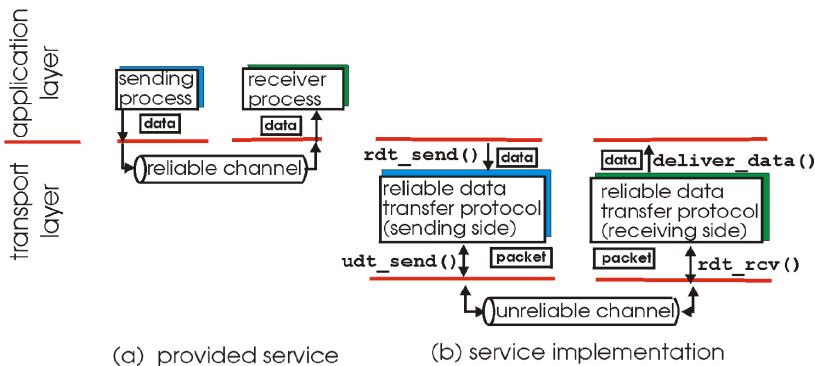 application
layer
transport
layer
sending
process
receiver
process
data
data
reliable channel
rdt_send()
data
data
deliver_data()
reliable data
transfer protocol
(sending side)
reliable data
transfer protocol
(receiving side)
udt_send()
packet
packet
rdt_rcv()
unreliable channel
(a) provided service
(b) service implementation